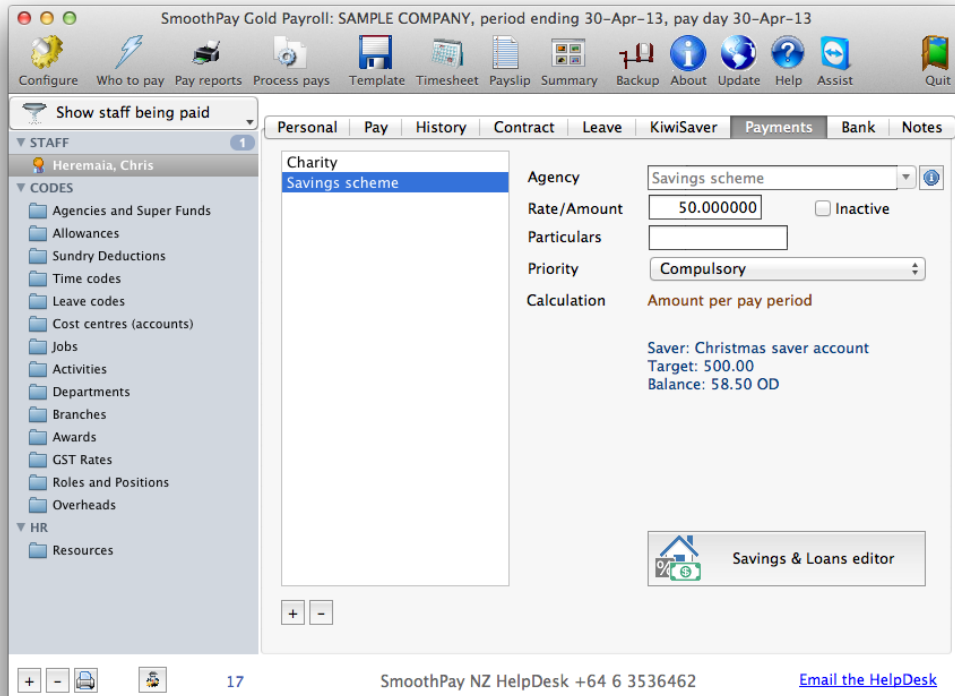 SmoothPay Gold Payroll: SAMPLE COMPANY, period ending 30-Apr-13, pay day 30-Apr-13
Configure Who to pay Pay reports Process pays Template Timesheet Payslip Summary Backup About Update Help Assist Quit
Show staff being paid
Personal Pay History Contract Leave KiwiSaver Payments Bank Notes
STAFF 1
Heremaia, Chris
CODES
Agencies and Super Funds
Allowances
Sundry Deductions
Time codes
Leave codes
Cost centres (accounts)
Jobs
Activities
Departments
Branches
Awards
GST Rates
Roles and Positions
Overheads
HR
Resources
Charity
Savings scheme
Agency Savings scheme
Rate/Amount 50.000000 Inactive
Particulars
Priority Compulsory
Calculation Amount per pay period
Saver: Christmas saver account
Target: 500.00
Balance: 58.50 OD
Savings & Loans editor
+ -
+ - 17 SmoothPay NZ HelpDesk +64 6 3536462 Email the HelpDesk